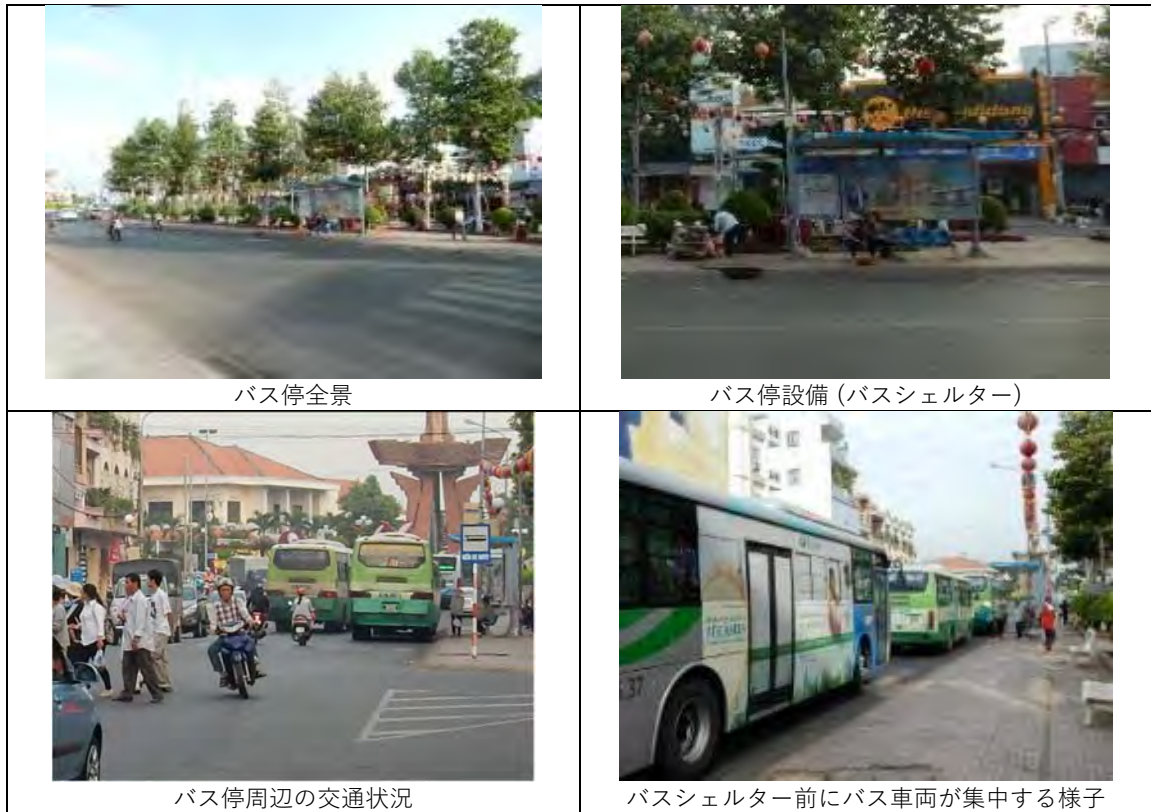 バス停全景
バス停設備 (バスシェルター)
バス停周辺の交通状況
37
バスシェルター前にバス車両が集中する様子